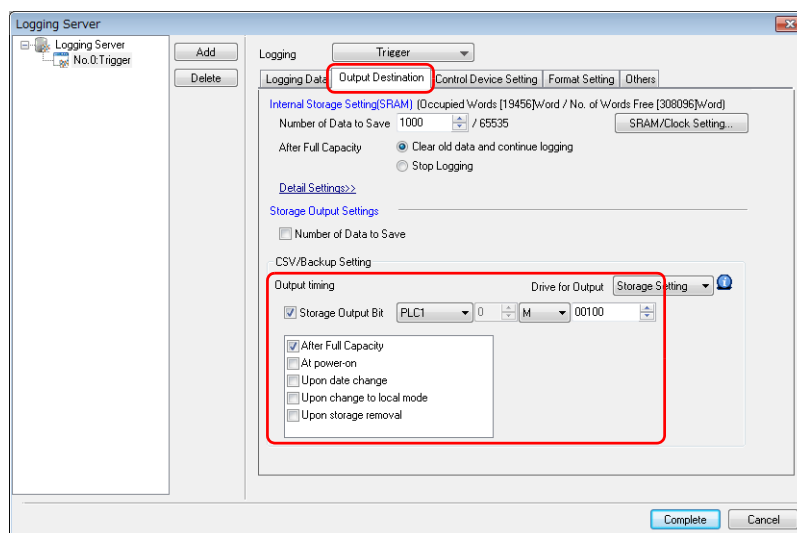 Logging Server
Logging Server
No.0:Trigger
Add
Delete
Logging Trigger
Logging Data Output Destination Control Device Setting Format Setting Others
Internal Storage Setting(SRAM) (Occupied Words [19456]Word / No. of Words Free [308096]Word)
Number of Data to Save 1000 / 65535 SRAM/Clock Setting...
After Full Capacity Clear old data and continue logging
Stop Logging
Detail Settings>>
Storage Output Settings
Number of Data to Save
CSV/Backup Setting
Output timing Drive for Output Storage Setting
Storage Output Bit PLC1 0 M 00100
After Full Capacity
At power-on
Upon date change
Upon change to local mode
Upon storage removal
Complete Cancel